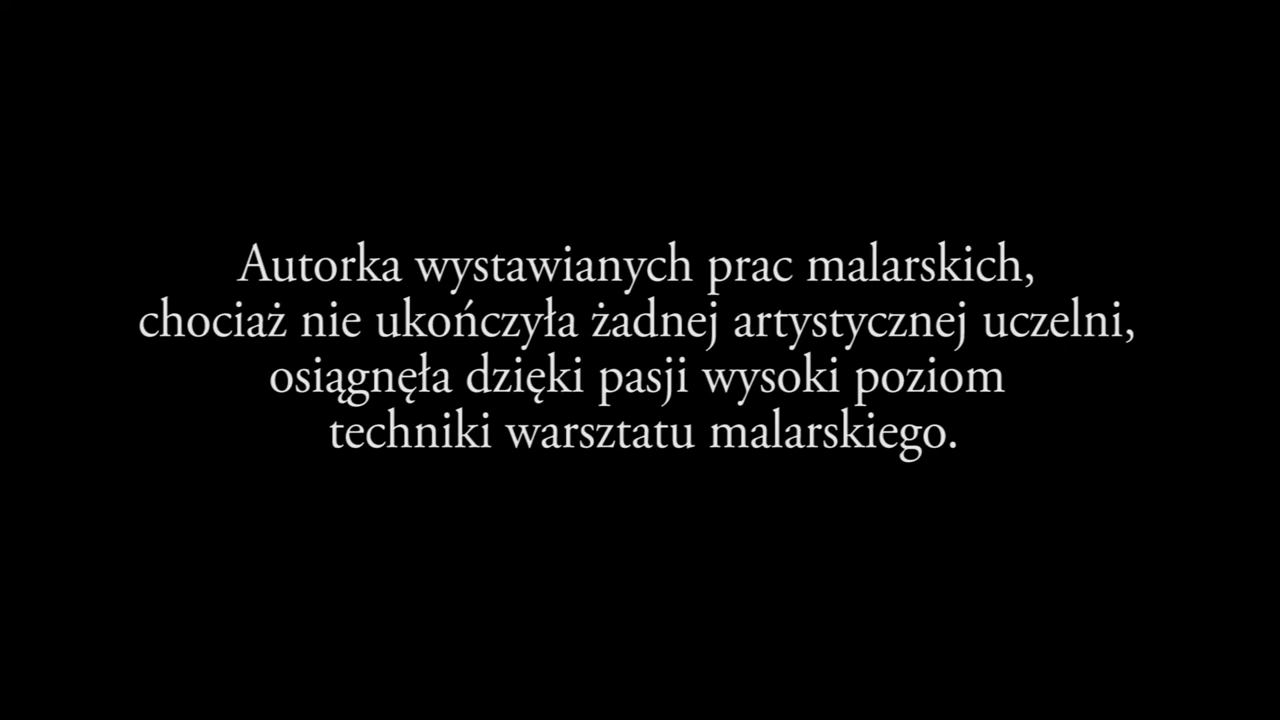 Autorka wystawianych prac malarskich,
chociaż nie ukończyła żadnej artystycznej uczelni,
osiągnęła dzięki pasji wysoki poziom
techniki warsztatu malarskiego.